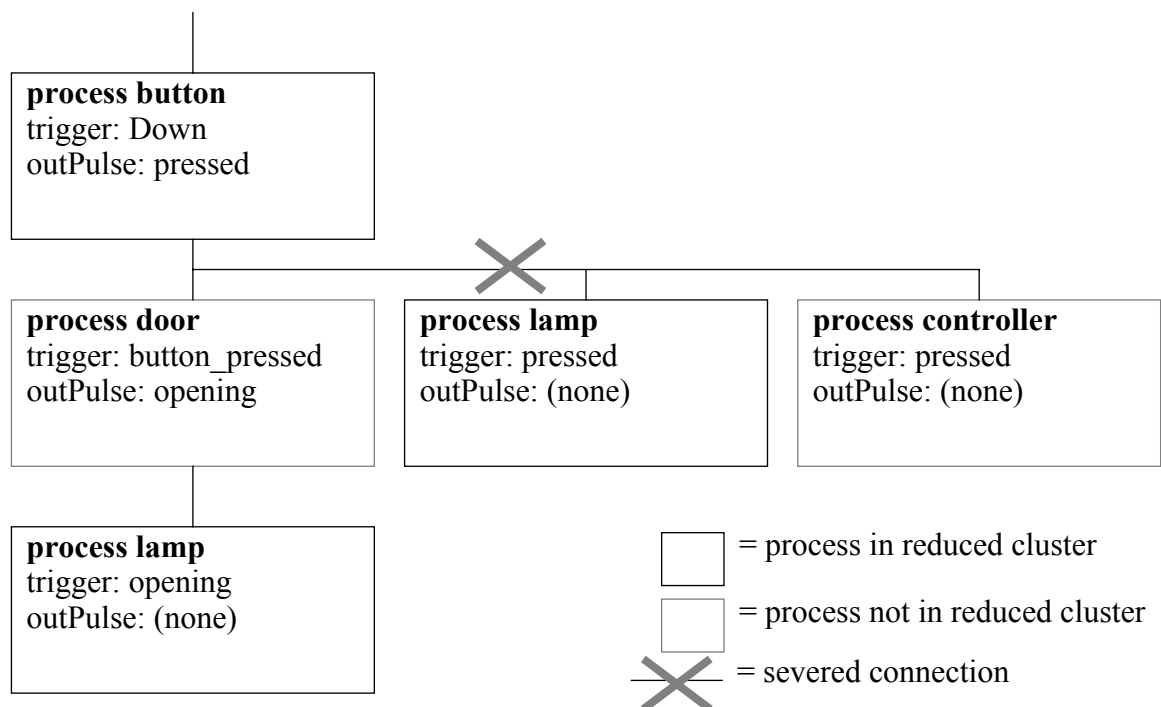 process button
trigger: Down
outPulse: pressed
process door
trigger: button_pressed
outPulse: opening
process lamp
trigger: pressed
outPulse: (none)
process controller
trigger: pressed
outPulse: (none)
process lamp
trigger: opening
outPulse: (none)
= process in reduced cluster
= process not in reduced cluster
= severed connection